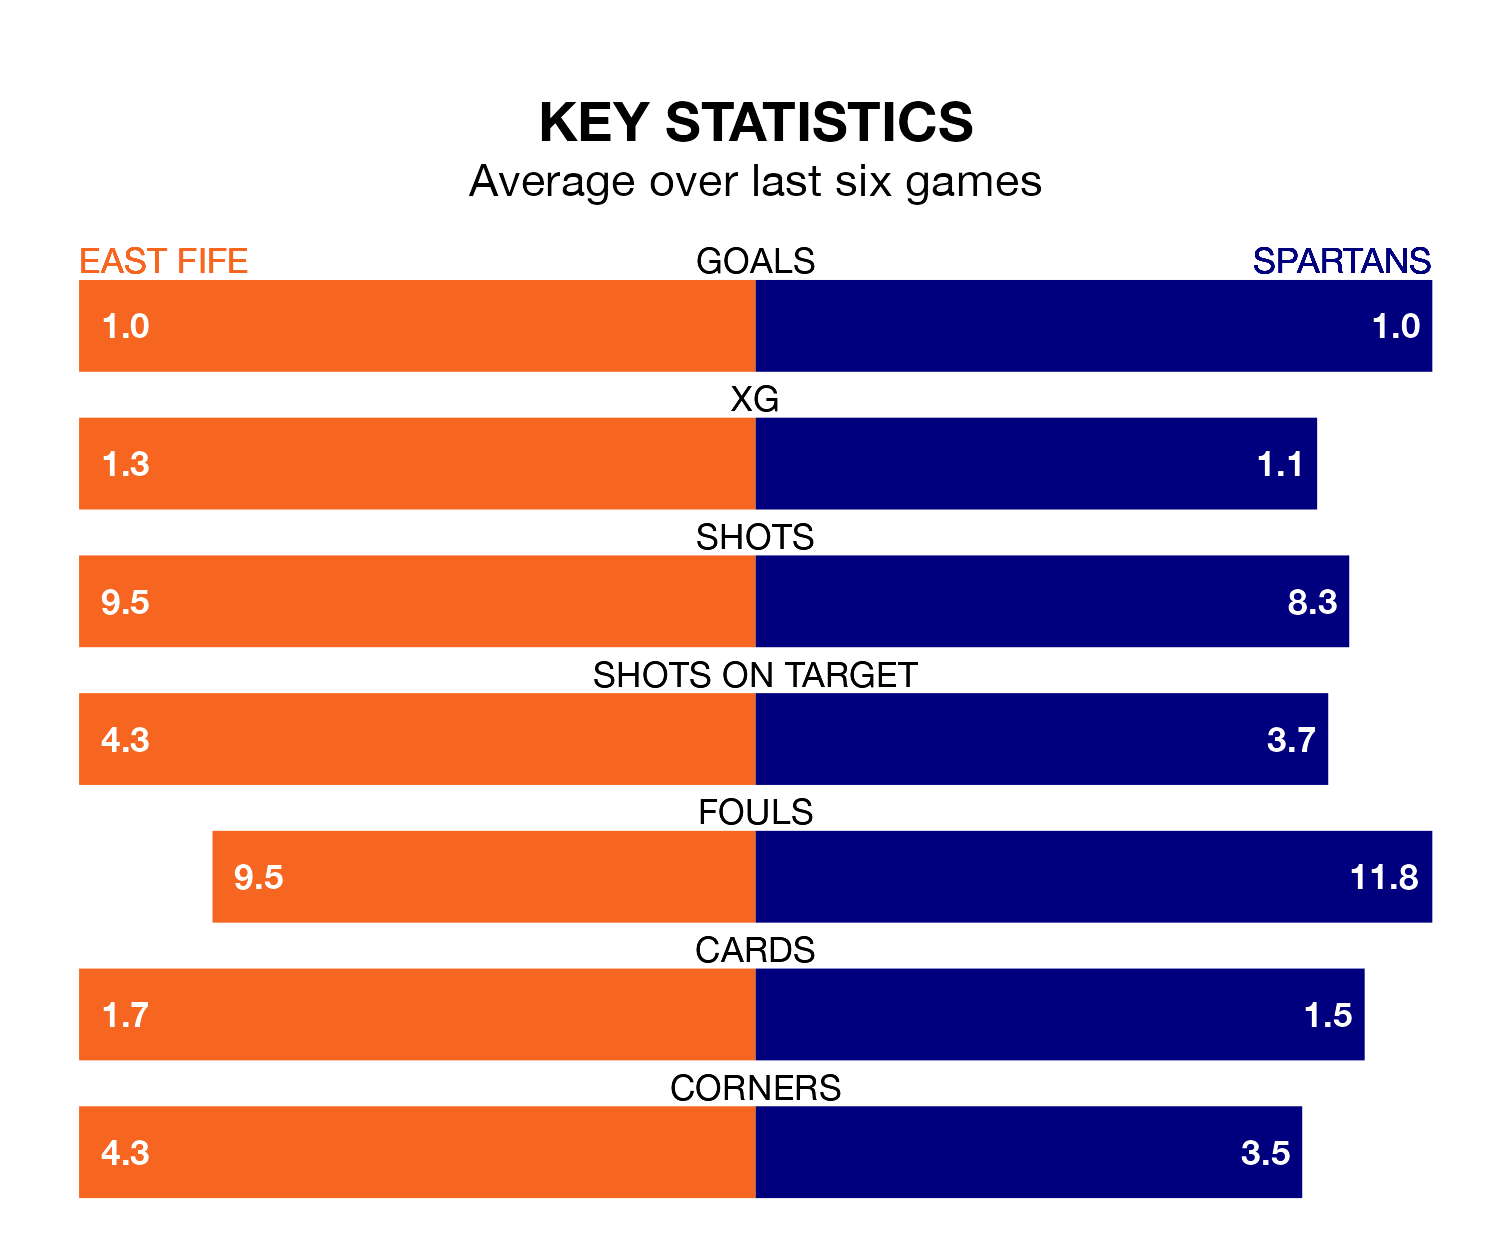 KEY STATISTICS
Average over last six games
EAST FIFE GOALS SPARTANS
1.0 1.0
XG
1.3 1.1
SHOTS
9.5 8.3
SHOTS ON TARGET
4.3 3.7
FOULS
9.5 11.8
CARDS
1.7 1.5
CORNERS
4.3 3.5